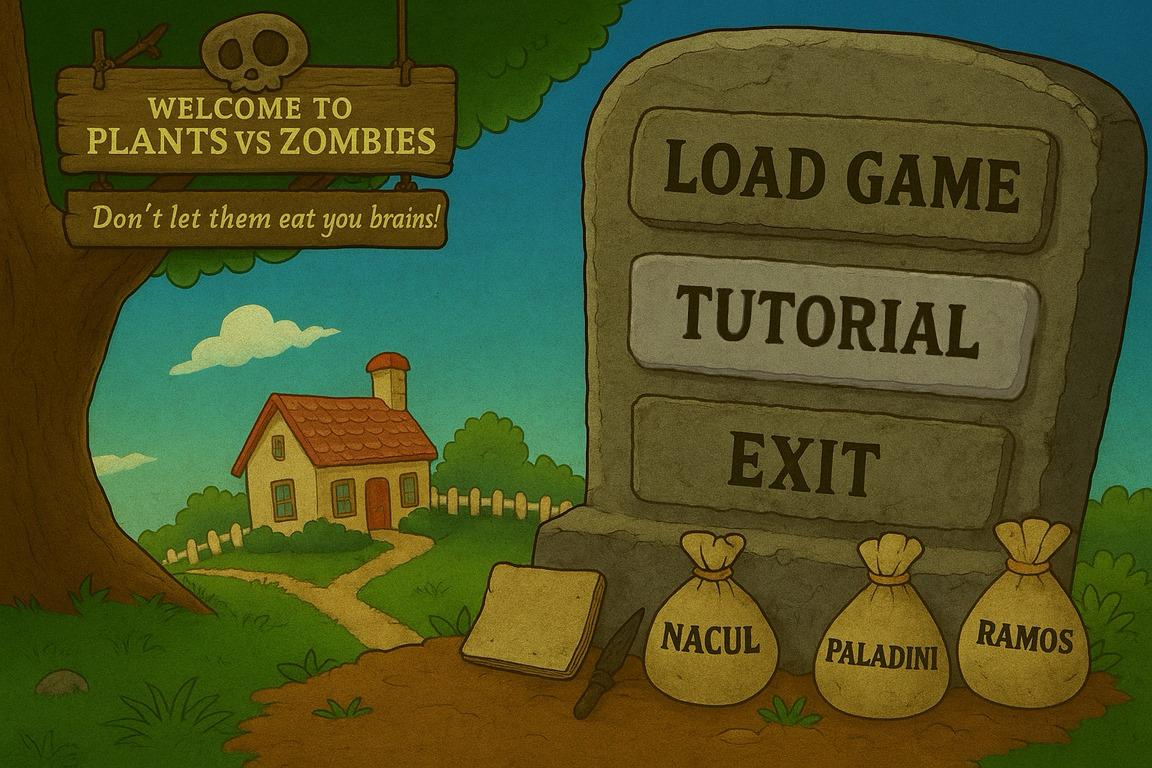 WELCOME TO
PLANTS VS ZOMBIES
Don't let them eat you brains!
LOAD GAME
TUTORIAL
EXIT
NACUL
PALADINI
RAMOS